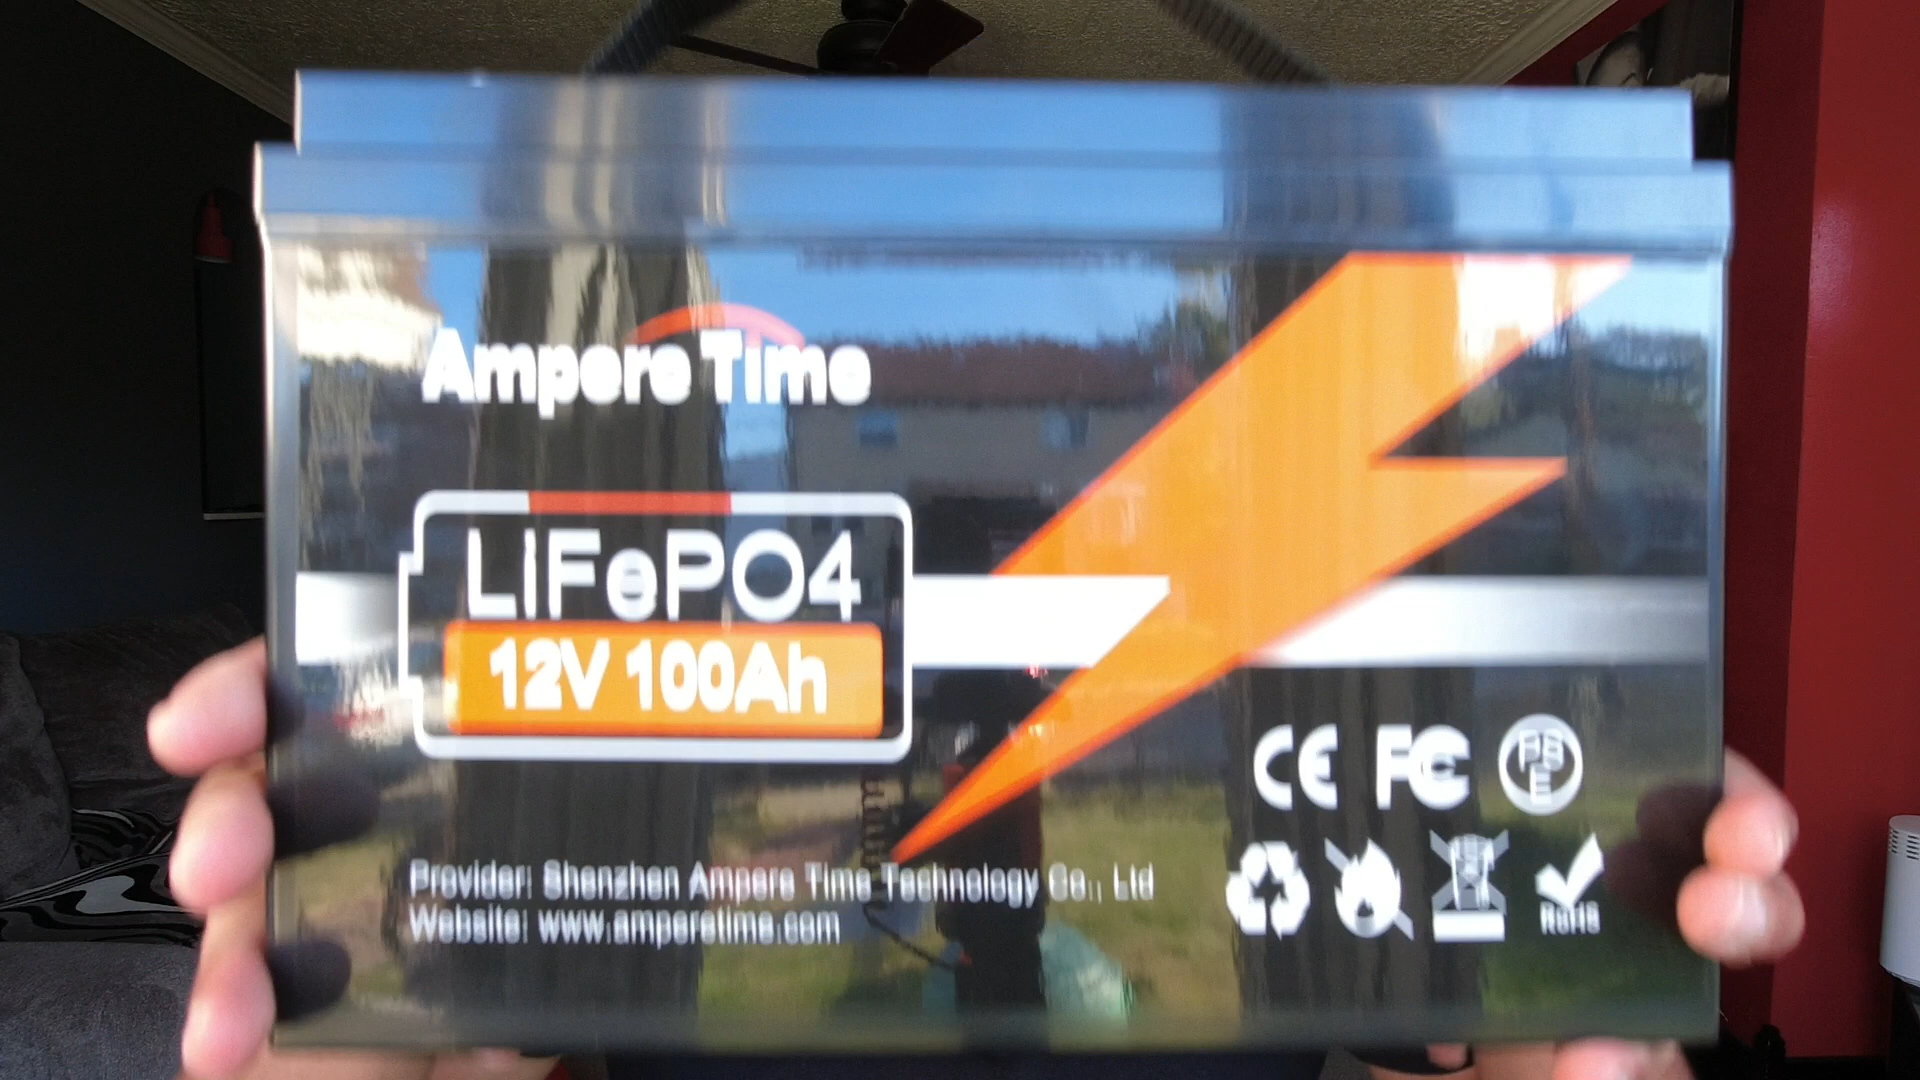 Ampere Time
LiFePO4
12V 100Ah
CE FC PSE
Provider: Shenzhen Ampere Time Technology Co., Ltd
Website: www.amperetime.com
RoHS